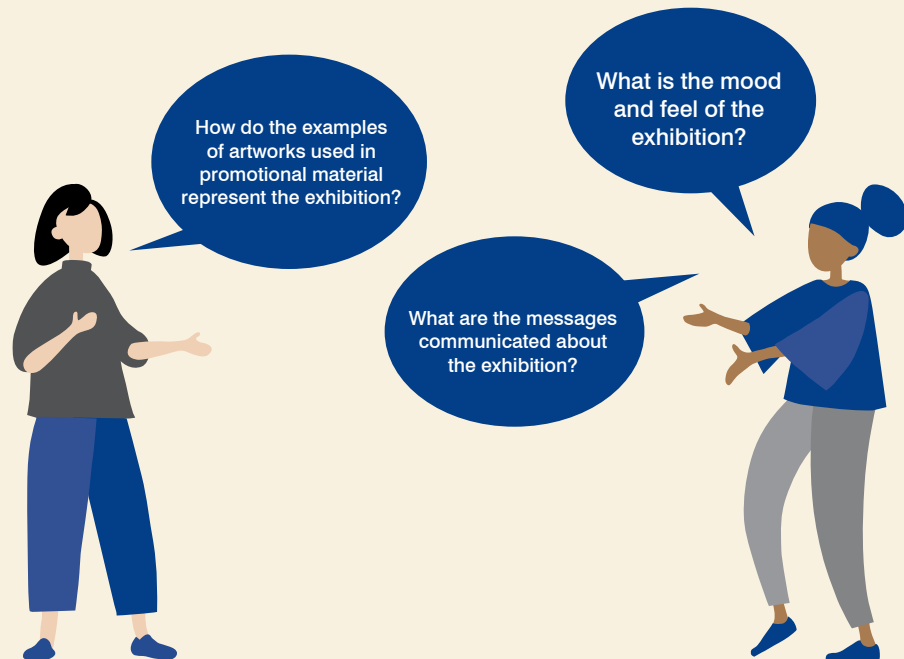 How do the examples
of artworks used in
promotional material
represent the exhibition?
What is the mood
and feel of the
exhibition?
What are the messages
communicated about
the exhibition?